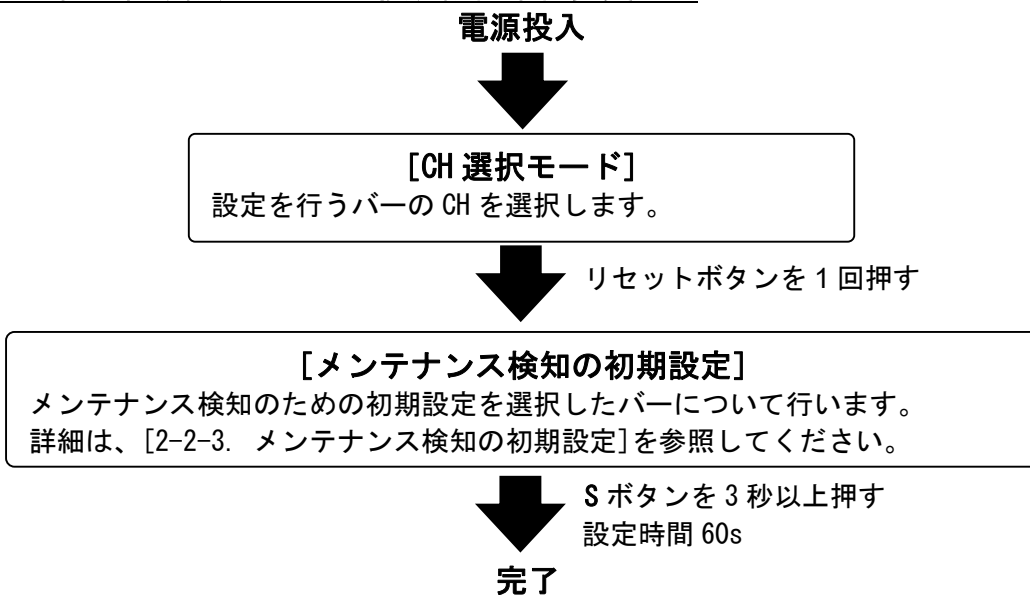 電源投入
[CH 選択モード]
設定を行うバーの CH を選択します。
リセットボタンを 1 回押す
[メンテナンス検知の初期設定]
メンテナンス検知のための初期設定を選択したバーについて行います。
詳細は、[2-2-3. メンテナンス検知の初期設定]を参照してください。
S ボタンを 3 秒以上押す
設定時間 60s
完了